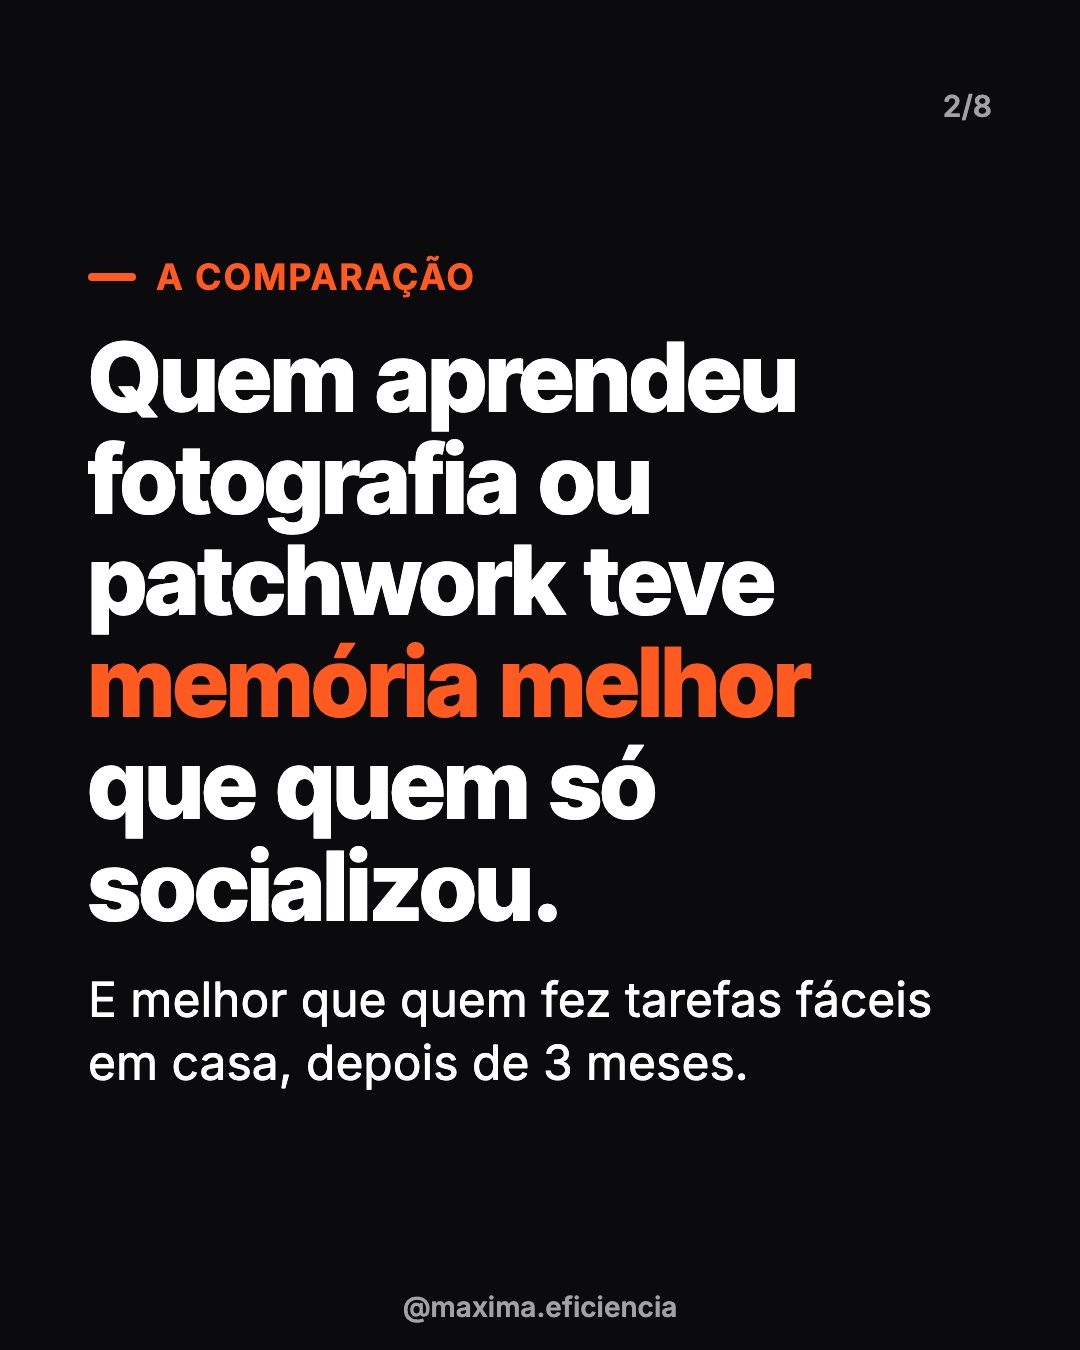 2/8
A COMPARAÇÃO
Quem aprendeu
fotografia ou
patchwork teve
memória melhor
que quem só
socializou.
E melhor que quem fez tarefas fáceis
em casa, depois de 3 meses.
@maxima.eficiencia